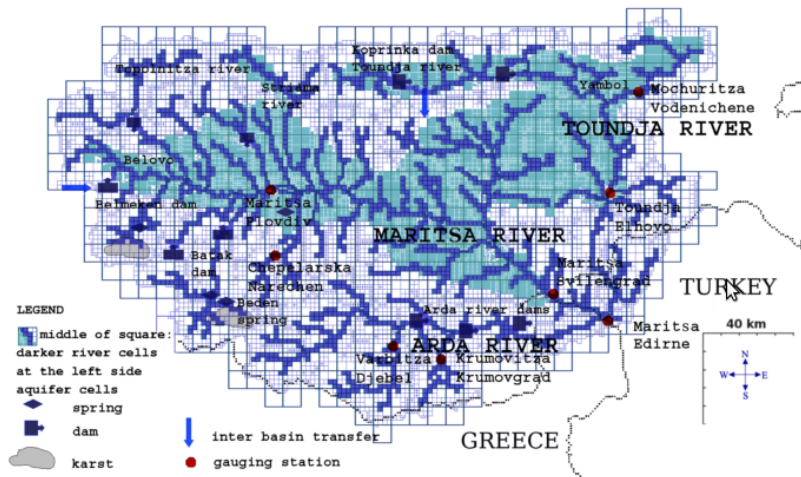 Koprinka dam
Toundja river
Topolnitza river
Striama
river
Yambol
Mochuritza
Vodenichene
TOUNDJA RIVER
Belovo
Belmeken dam
Maritsa
Plovdiv
Toundja
Elhovo
MARITSA RIVER
Batak
dam
Chepelarska
Narechen
Maritsa
Svilengrad
TURKEY
Beden
spring
Arda river dams
ARDA RIVER
Maritsa
Edirne
Varbitza
Djebel
Krumovitza
Krumovgrad
GREECE
LEGEND
middle of square:
darker river cells
at the left side
aquifer cells
spring
dam
karst
inter basin transfer
gauging station
40 km
N
W
E
S